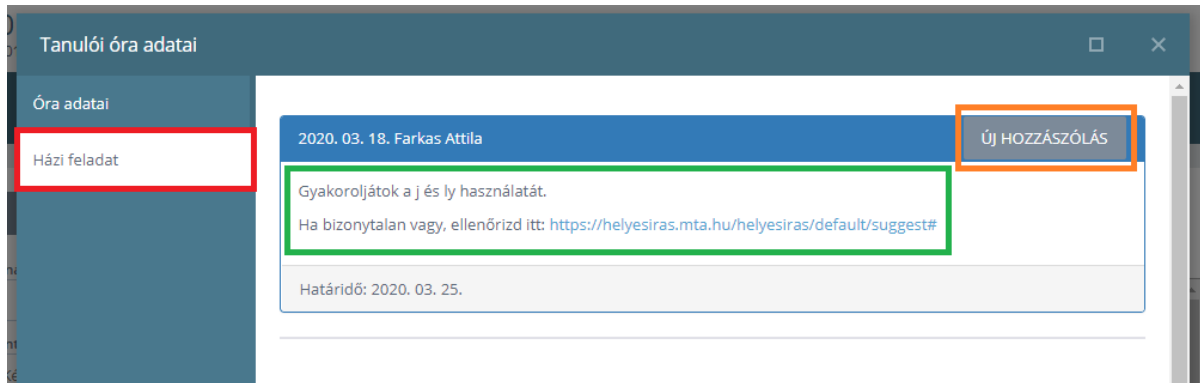 Tanulói óra adatai
Óra adatai
Házi feladat
2020. 03. 18. Farkas Attila
ÚJ HOZZÁSZÓLÁS
Gyakoroljátok a j és ly használatát.
Ha bizonytalan vagy, ellenőrizd itt: https://helyesiras.mta.hu/helyesiras/default/suggest#
Határidő: 2020. 03. 25.